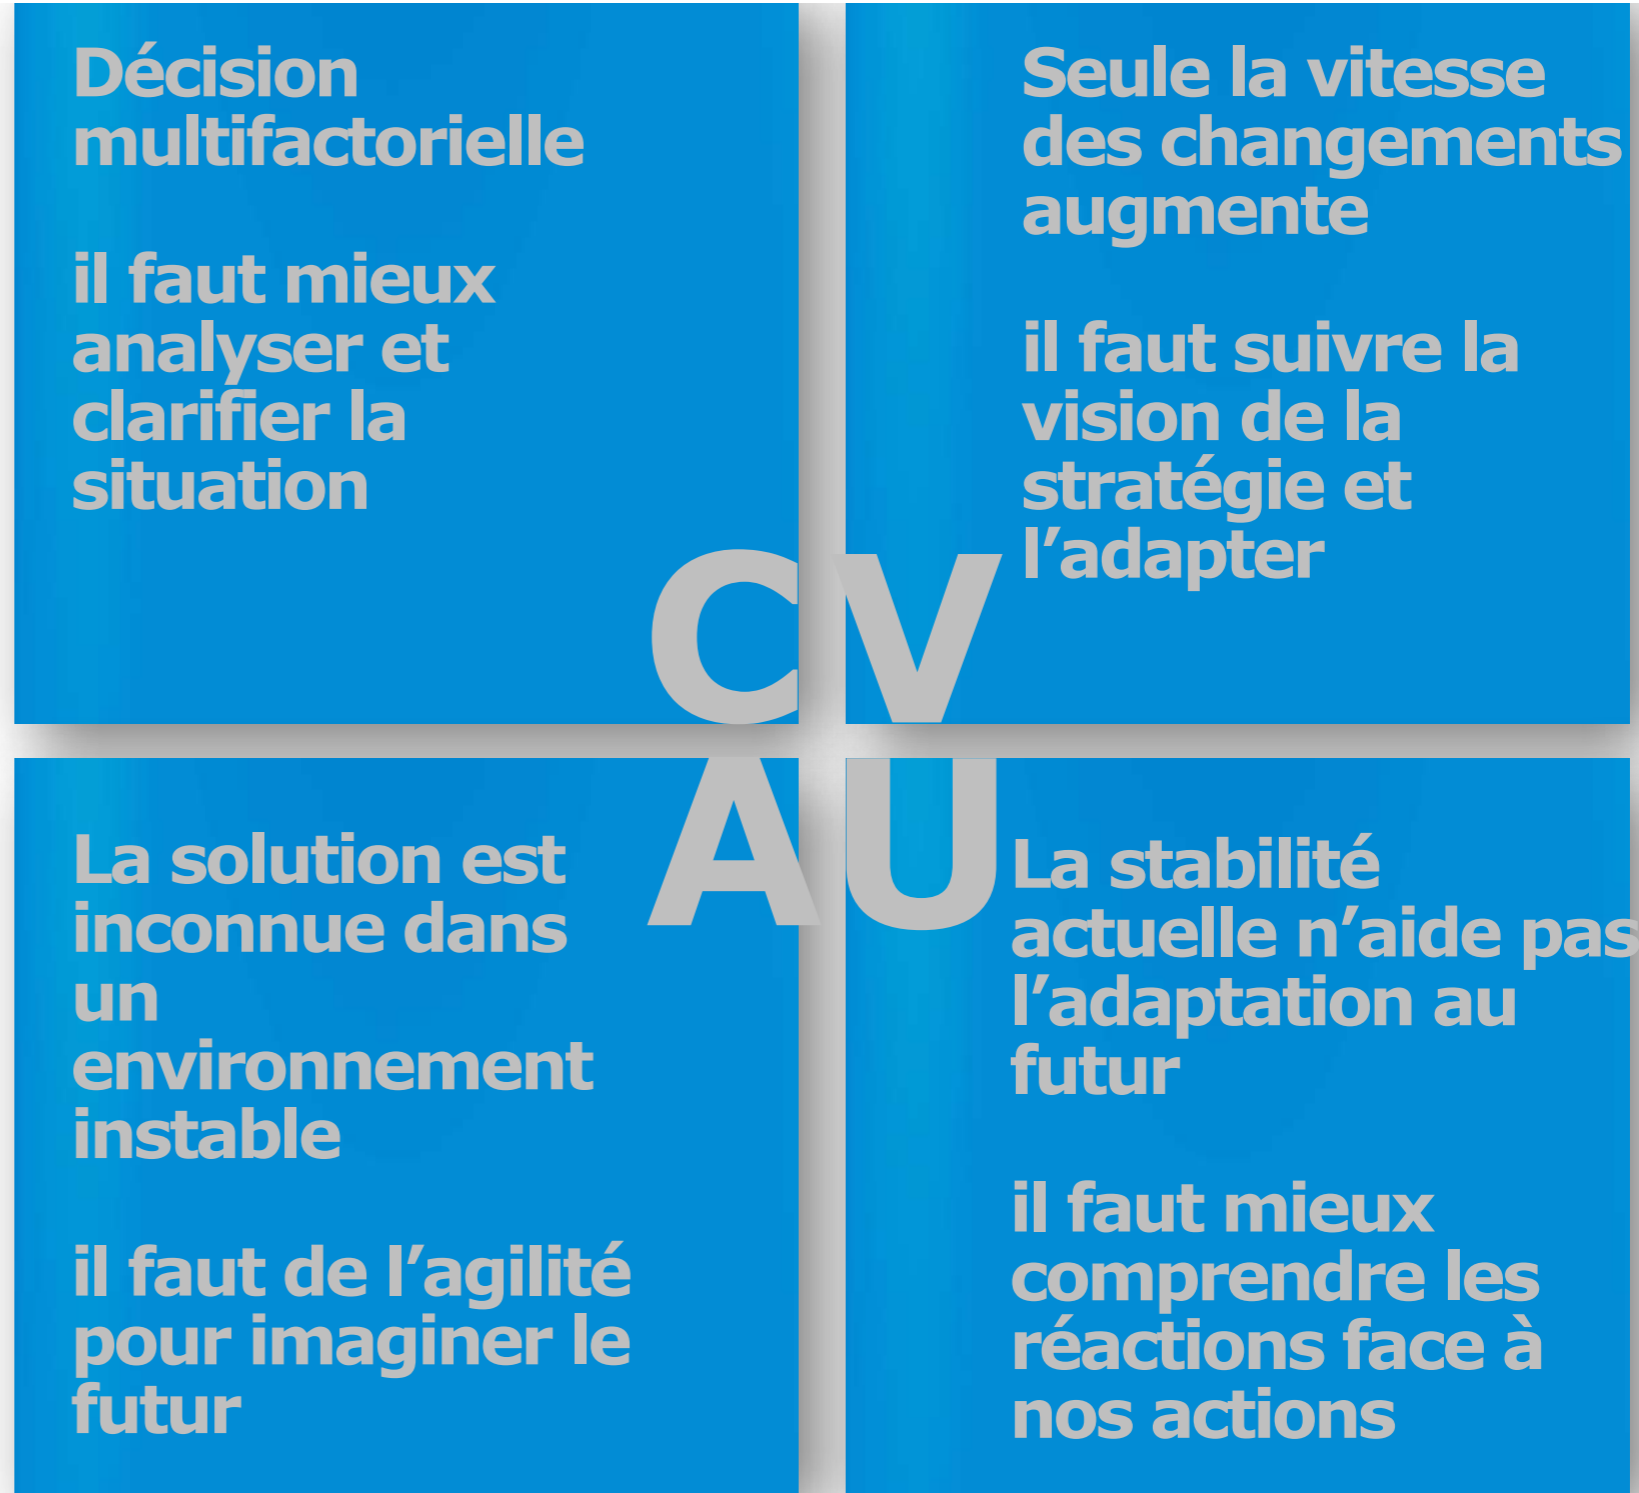 Décision
multifactorielle
il faut mieux
analyser et
clarifier la
situation
C
Seule la vitesse
des changements
augmente
il faut suivre la
vision de la
stratégie et
l’adapter
V
A
La solution est
inconnue dans
un
environnement
instable
il faut de l’agilité
pour imaginer le
futur
U
La stabilité
actuelle n’aide pas
l’adaptation au
futur
il faut mieux
comprendre les
réactions face à
nos actions